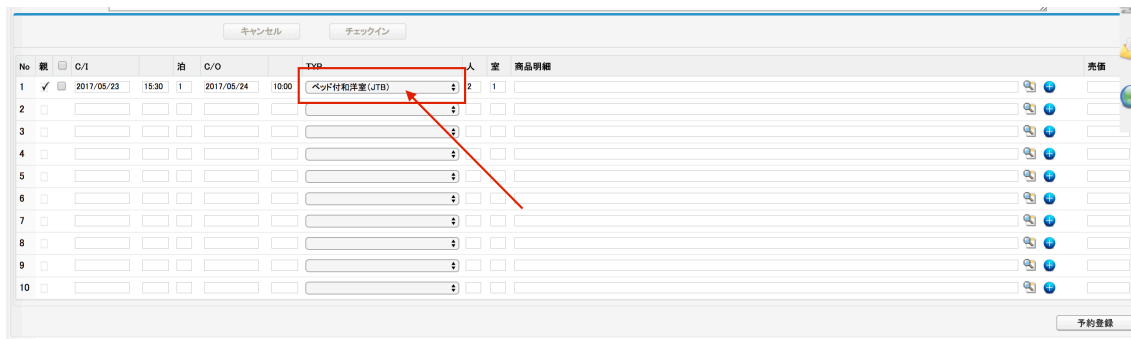 キャンセル チェックイン
No 親 C/I 泊 C/O TYP 人 室 商品明細 売価
1 2017/05/23 15:30 1 2017/05/24 10:00 ベッド付和洋室(JTB) 2 1
2
3
4
5
6
7
8
9
10
予約登録